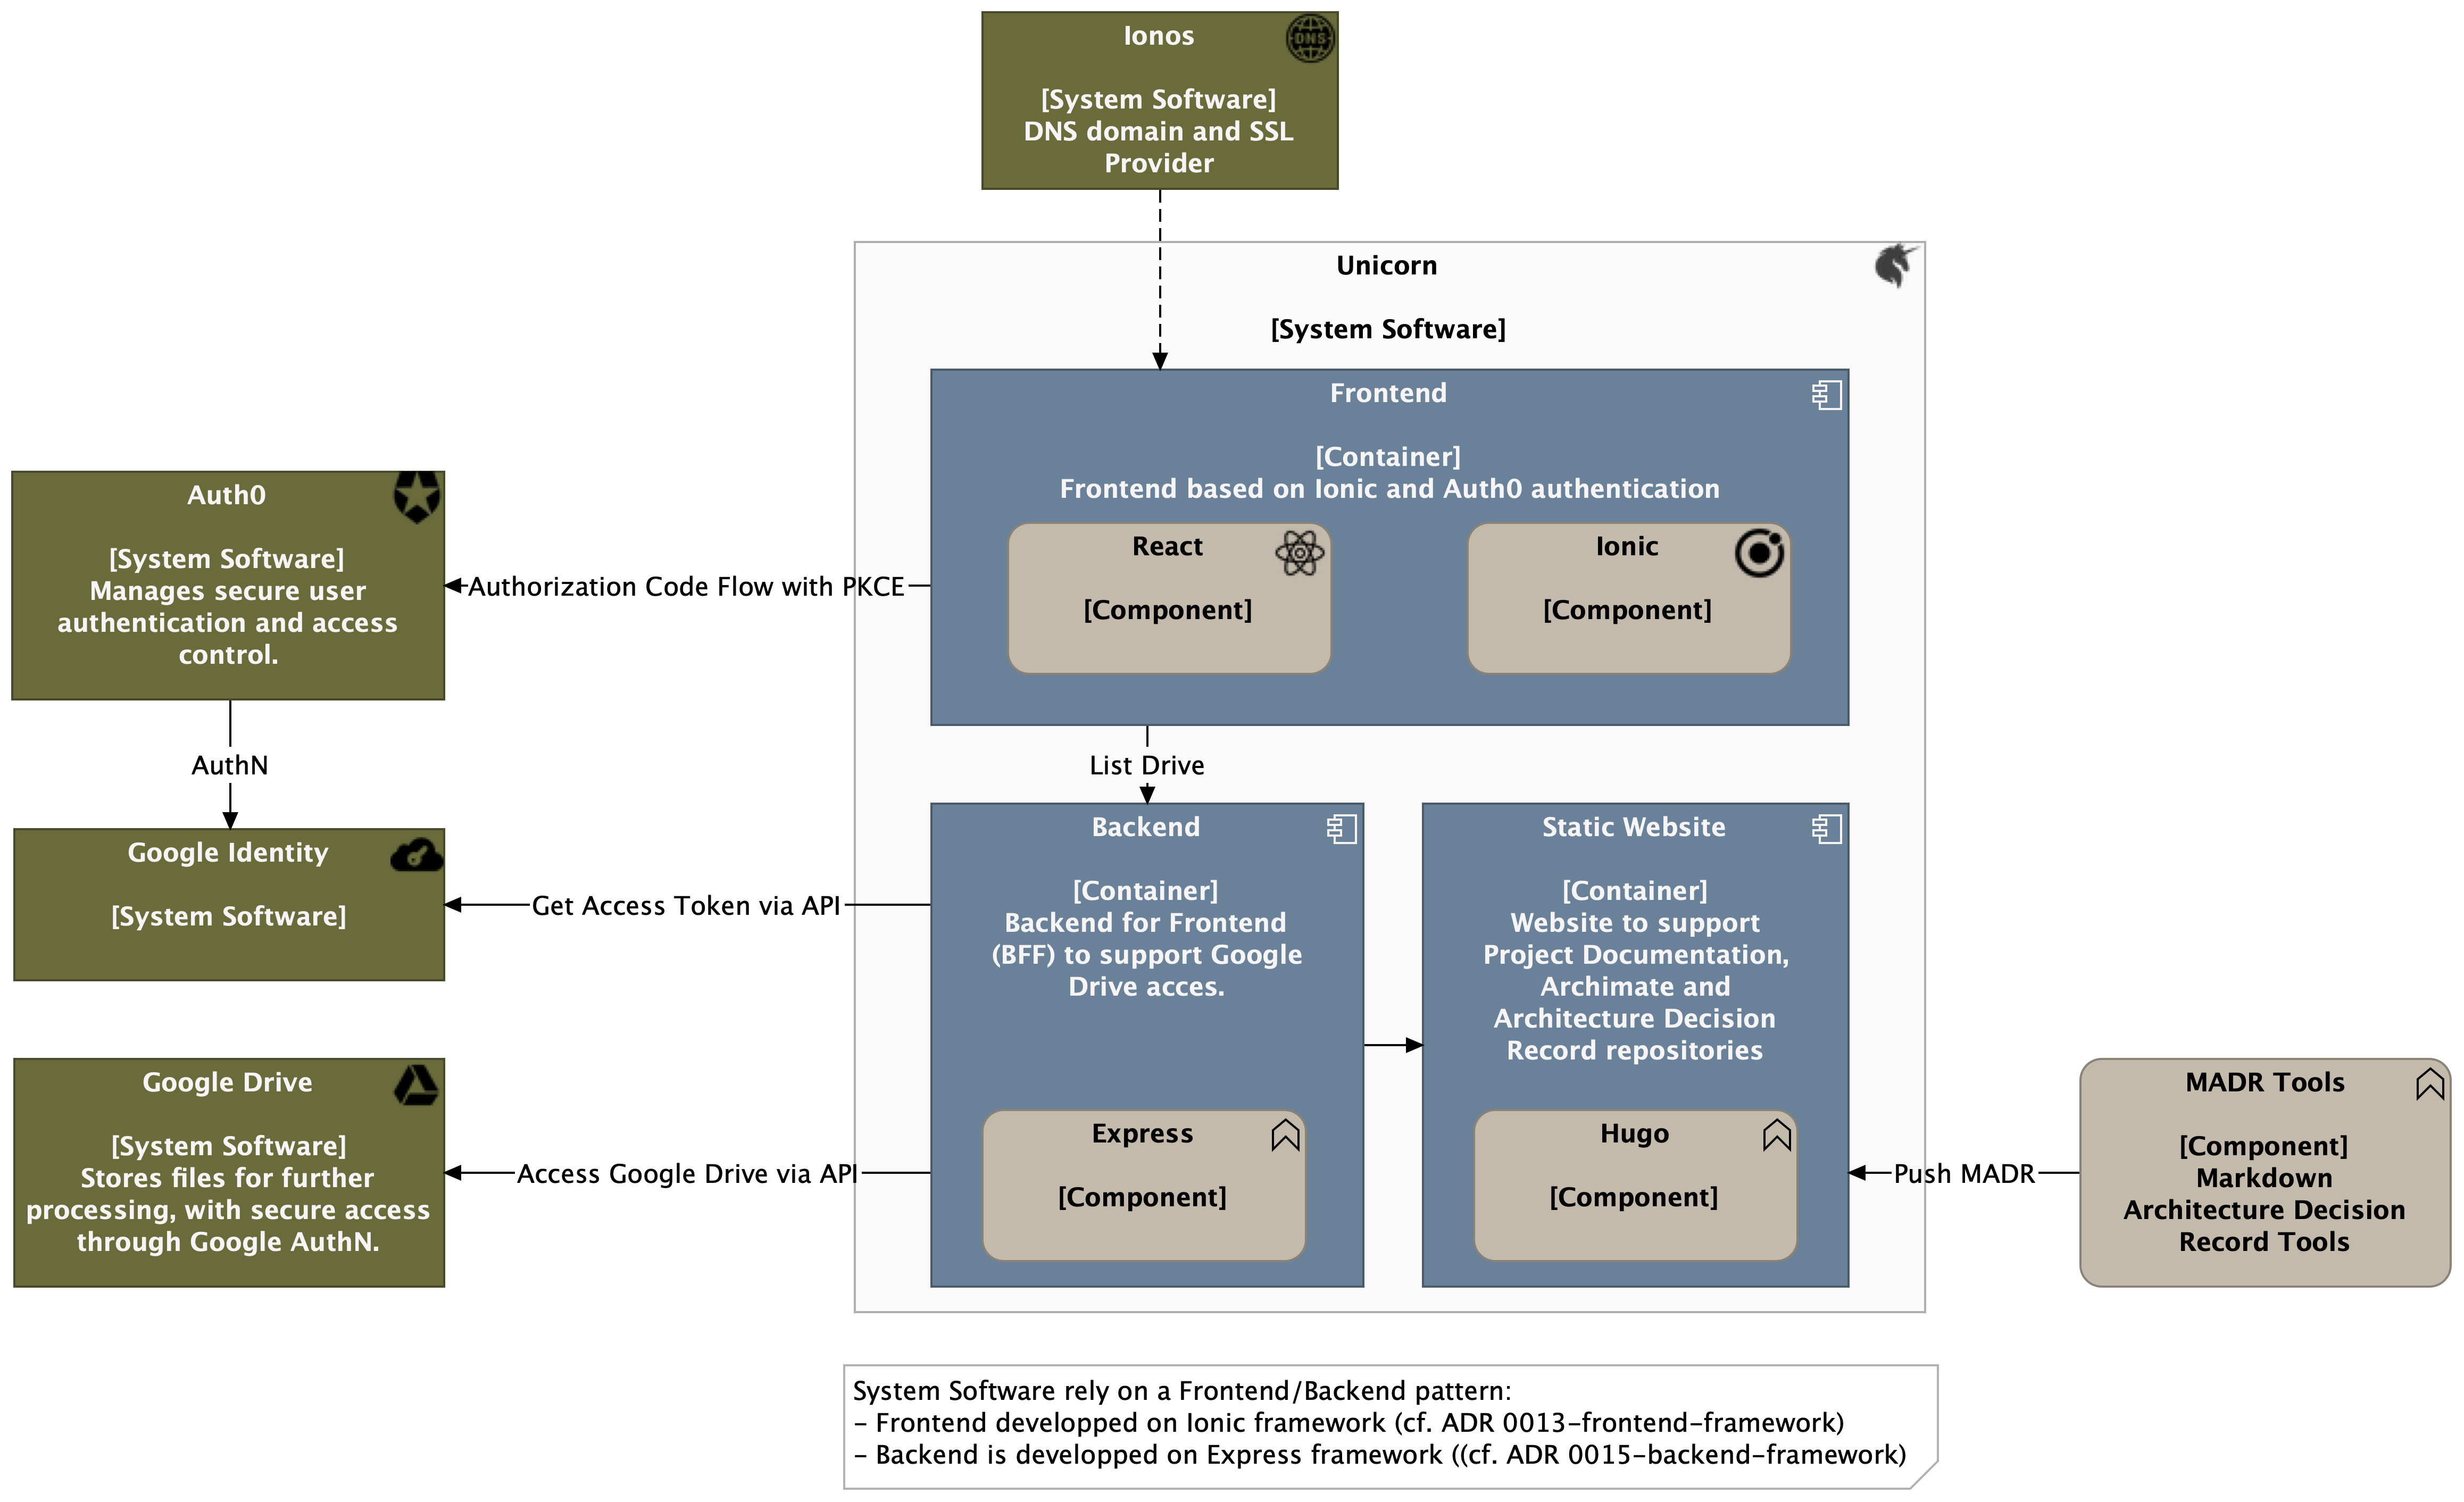 Ionos
DNS
[System Software]
DNS domain and SSL
Provider
Unicorn
[System Software]
Frontend
[Container]
Frontend based on Ionic and Auth0 authentication
React
[Component]
Ionic
[Component]
Auth0
[System Software]
Manages secure user
authentication and access
control.
Authorization Code Flow with PKCE
AuthN
List Drive
Google Identity
[System Software]
Get Access Token via API
Backend
[Container]
Backend for Frontend
(BFF) to support Google
Drive acces.
Express
[Component]
Static Website
[Container]
Website to support
Project Documentation,
Archimate and
Architecture Decision
Record repositories
Hugo
[Component]
Google Drive
[System Software]
Stores files for further
processing, with secure access
through Google AuthN.
Access Google Drive via API
Push MADR
MADR Tools
[Component]
Markdown
Architecture Decision
Record Tools
System Software rely on a Frontend/Backend pattern:
- Frontend developped on Ionic framework (cf. ADR 0013-frontend-framework)
- Backend is developped on Express framework ((cf. ADR 0015-backend-framework)